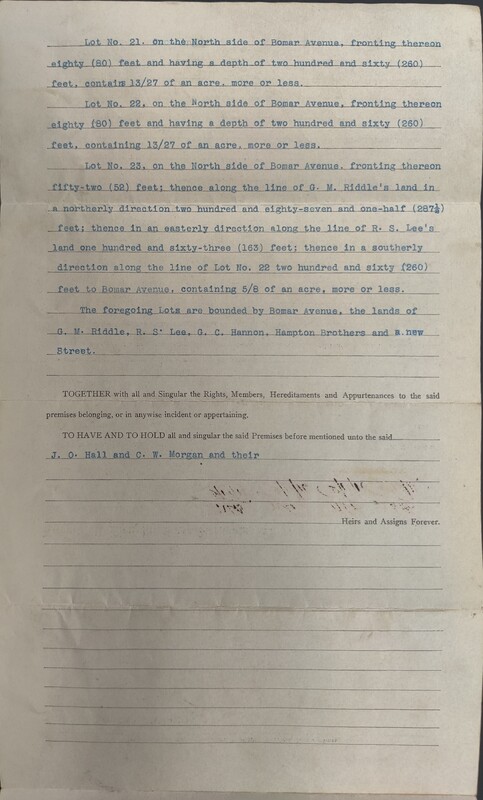 Lot No. 21. on the North side of Bomar Avenue, fronting thereon
eighty (80) feet and having a depth of two hundred and sixty (260)
feet, contains 13/27 of an acre, more or less.
Lot No. 22, on the North side of Bomar Avenue, fronting thereon
eighty (80) feet and having a depth of two hundred and sixty (260)
feet, containing 13/27 of an acre, more or less.
Lot No. 23, on the North side of Bomar Avenue, fronting thereon
fifty-two (52) feet; thence along the line of G. M. Riddle's land in
a northerly direction two hundred and eighty-seven and one-half (287½)
feet; thence in an easterly direction along the line of R. S. Lee's
land one hundred and sixty-three (163) feet; thence in a southerly
direction along the line of Lot No. 22 two hundred and sixty (260)
feet to Bomar Avenue, containing 5/8 of an acre, more or less.
The foregoing Lots are bounded by Bomar Avenue, the lands of
G. M. Riddle, R. S. Lee, G. C. Hannon, Hampton Brothers and a new
Street.
TOGETHER with all and Singular the Rights, Members, Hereditaments and Appurtenances to the said
premises belonging, or in anywise incident or appertaining.
TO HAVE AND TO HOLD all and singular the said Premises before mentioned unto the said
J. O. Hall and C. W. Morgan and their
Heirs and Assigns Forever.